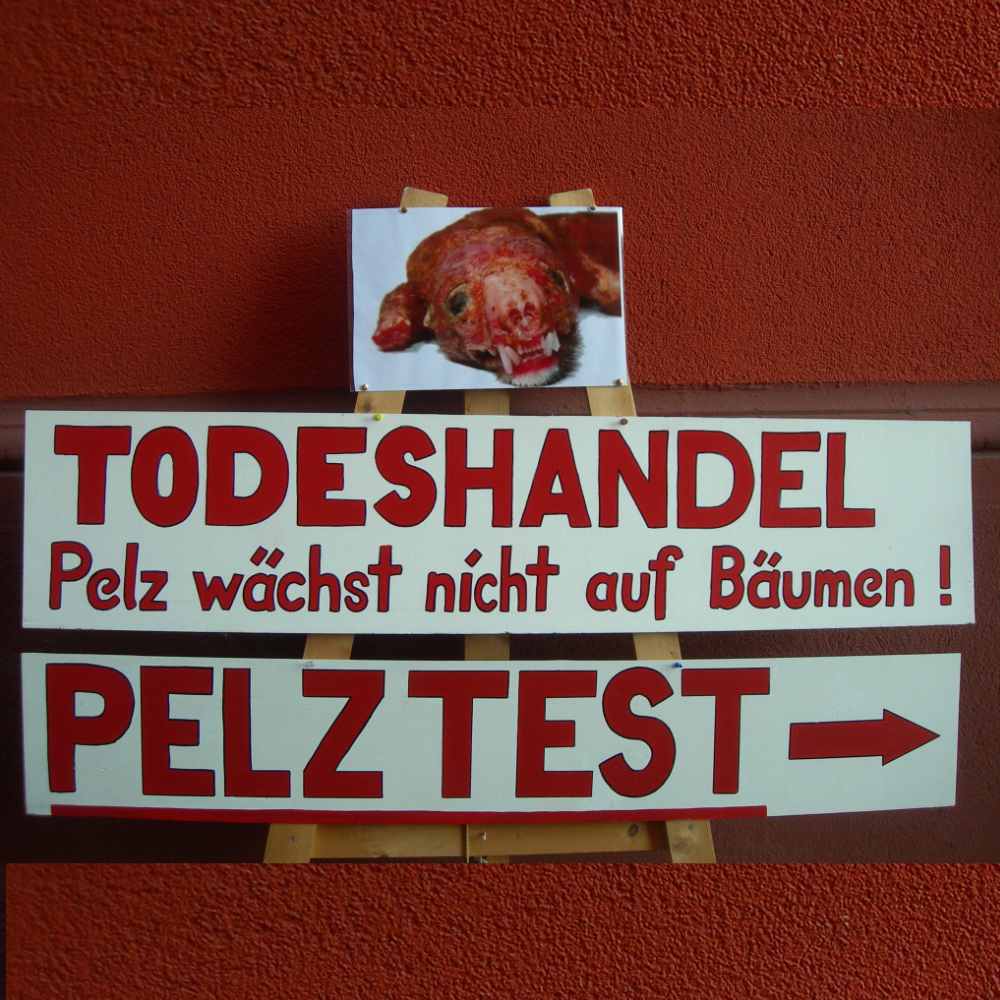 TODESHANDEL
Pelz wächst nicht auf Bäumen !
PELZTEST